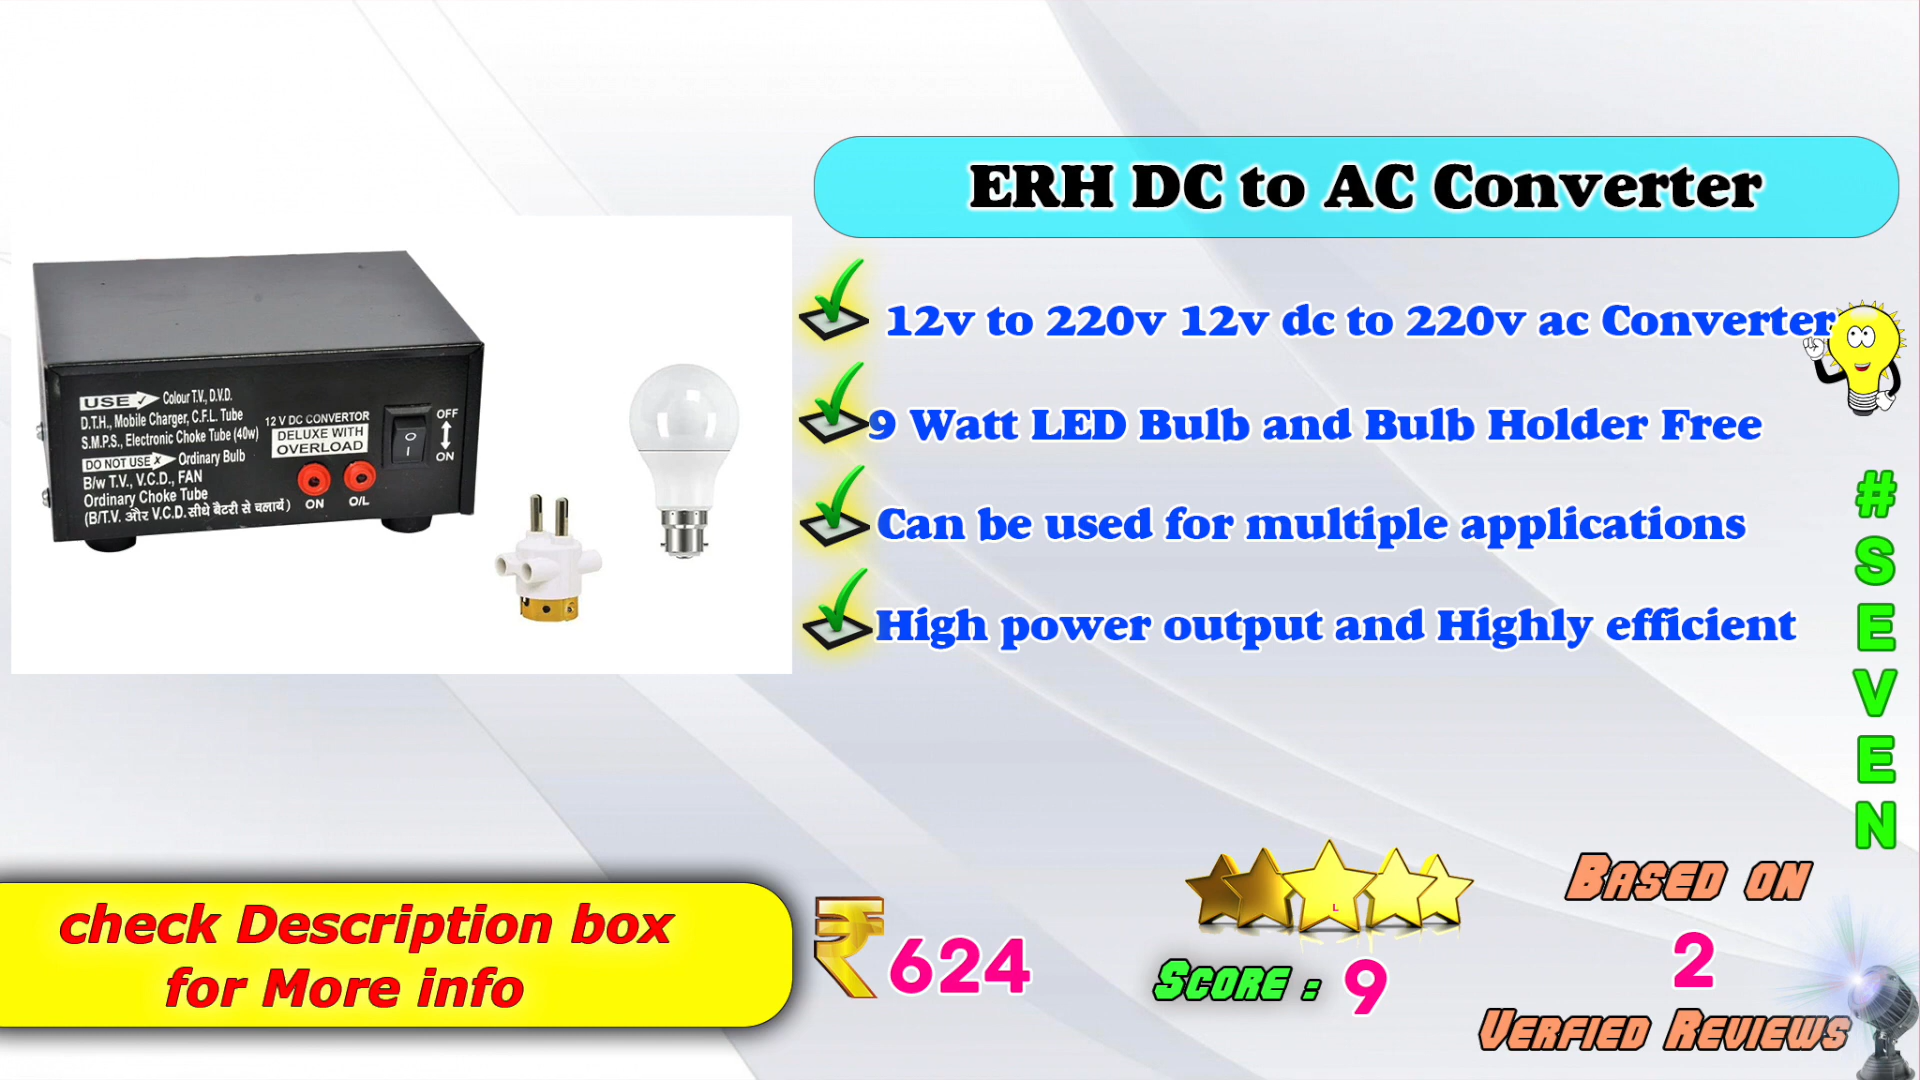 ERH DC to AC Converter
12v to 220v 12v dc to 220v ac Converter
9 Watt LED Bulb and Bulb Holder Free
Can be used for multiple applications
High power output and Highly efficient
USE ✓ Colour T.V., D.V.D.
D.T.H., Mobile Charger, C.F.L. Tube
S.M.P.S., Electronic Choke Tube (40w)
DO NOT USE X Ordinary Bulb
B/w T.V., V.C.D., FAN
Ordinary Choke Tube
(B/T.V. और V.C.D. सीधे बैटरी से चलायें)
12 V DC CONVERTOR
DELUXE WITH
OVERLOAD
ON
O/L
OFF
ON
#SEVEN
check Description box
for More info
₹624
L
SCORE : 9
BASED ON
2
VERFIED REVIEWS